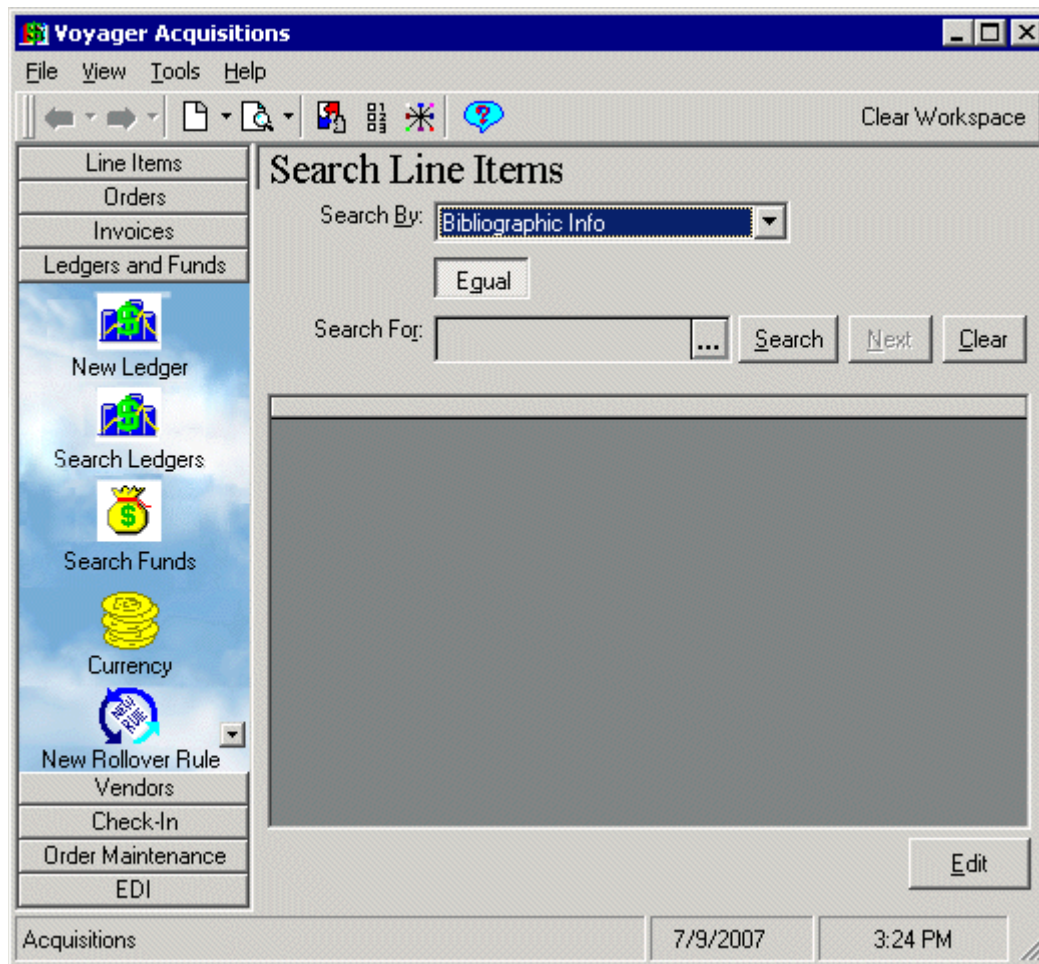 Voyager Acquisitions
File View Tools Help
Clear Workspace
Line Items
Orders
Invoices
Ledgers and Funds
New Ledger
Search Ledgers
Search Funds
Currency
New Rollover Rule
Vendors
Check-In
Order Maintenance
EDI
Search Line Items
Search By: Bibliographic Info
Equal
Search For: ... Search Next Clear
Edit
Acquisitions 7/9/2007 3:24 PM